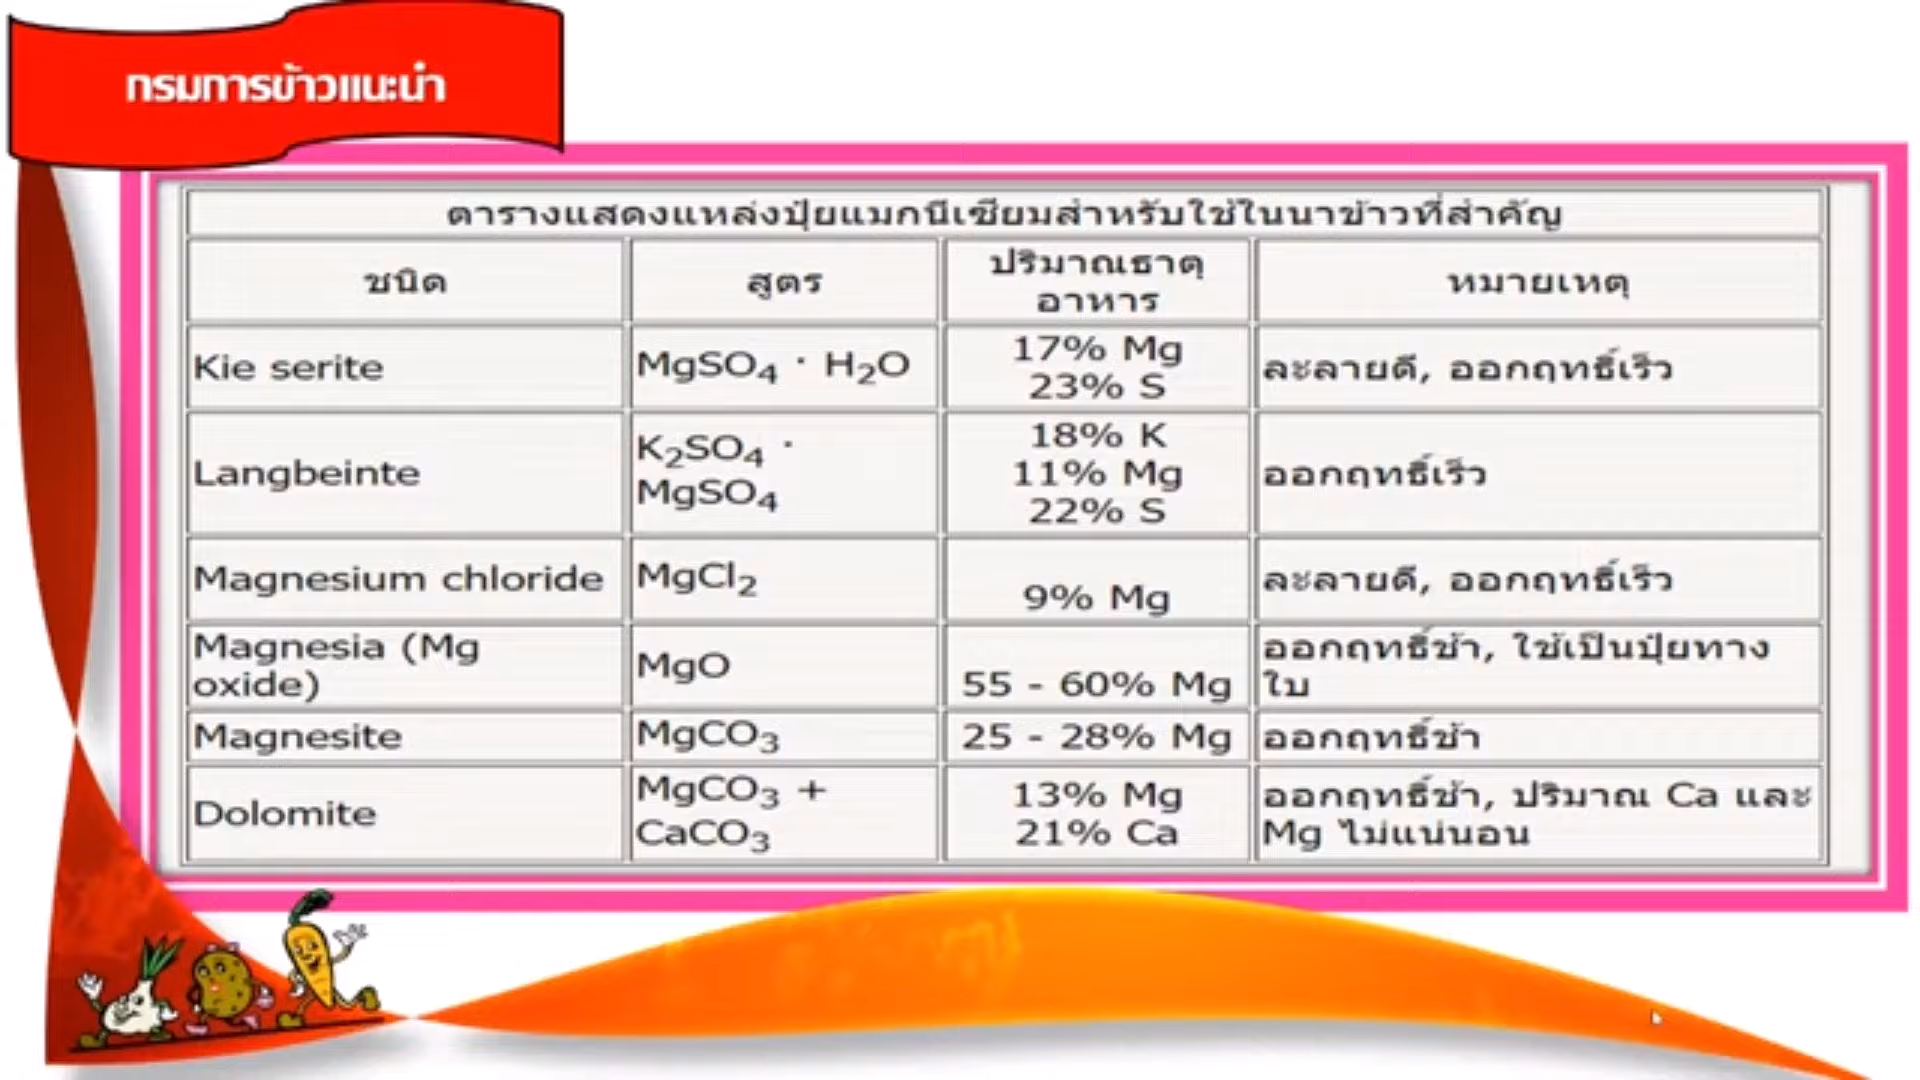 กรมการข้าวแนะนำ
ตารางแสดงแหล่งปุ๋ยแมกนีเซียมสำหรับใช้ในนาข้าวที่สำคัญ
ชนิด สูตร ปริมาณธาตุ
อาหาร หมายเหตุ
Kie serite MgSO4 · H2O 17% Mg
23% S ละลายดี, ออกฤทธิ์เร็ว
Langbeinte K2SO4 ·
MgSO4 18% K
11% Mg
22% S ออกฤทธิ์เร็ว
Magnesium chloride MgCl2 9% Mg ละลายดี, ออกฤทธิ์เร็ว
Magnesia (Mg
oxide) MgO 55 - 60% Mg ออกฤทธิ์ช้า, ใช้เป็นปุ๋ยทาง
ใบ
Magnesite MgCO3 25 - 28% Mg ออกฤทธิ์ช้า
Dolomite MgCO3 +
CaCO3 13% Mg
21% Ca ออกฤทธิ์ช้า, ปริมาณ Ca และ
Mg ไม่แน่นอน